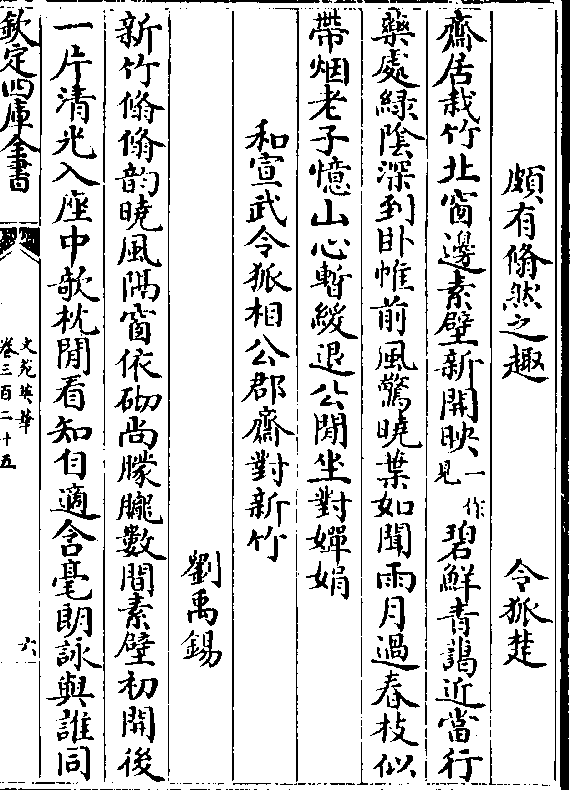 頗有翛然之趣
令狐楚
齋居栽竹北窗邊素壁新開映一作見碧鮮青靄近當行
藥處綠陰深到卧帷前風驚曉葉如聞雨月過春枝似
帶烟老子憶山心暫緩退公閒坐對嬋娟
和宣武令狐相公郡齋對新竹
劉禹錫
新竹翛翛韵曉風隔窗依砌尚朦朧數間素壁初開後
一片清光入座中欹枕閒看知自適含毫朗詠與誰同
欽定四庫全書
文苑英華
卷三百二十五
六